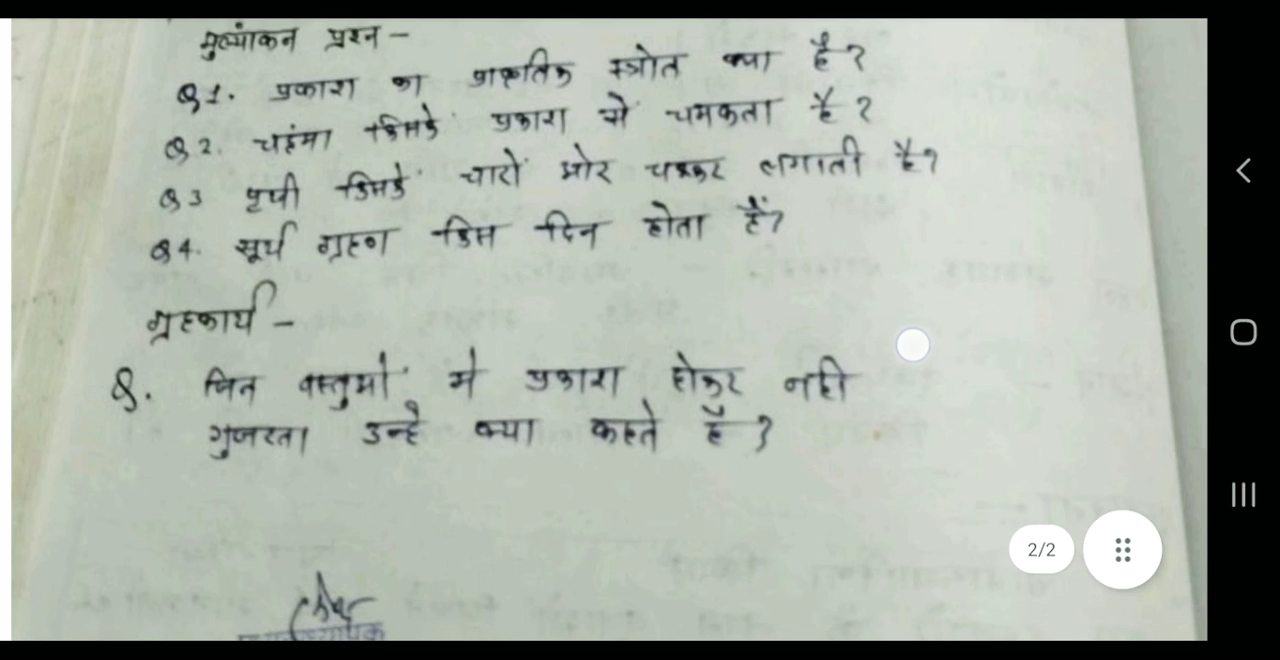 मुल्यांकन प्रश्न -
Q1. प्रकाश का प्राकृतिक स्त्रोत क्या है?
Q2. चद्रंमा किसके प्रकाश से चमकता है?
Q3 पृथ्वी किसके चारों ओर चक्कर लगाती है?
Q4. सूर्य ग्रहण किस दिन होता हैं?
ग्रहकार्य -
Q. जिन वस्तुओं मे प्रकाश होकर नही
गुजरता उन्हे क्या कहते हैं?
2/2